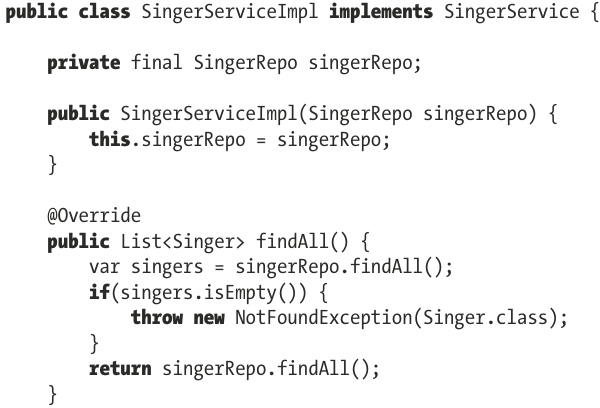 public class SingerServiceImpl implements SingerService {
private final SingerRepo singerRepo;
public SingerServiceImpl(SingerRepo singerRepo) {
this.singerRepo = singerRepo;
}
@Override
public List<Singer> findAll() {
var singers = singerRepo.findAll();
if(singers.isEmpty()) {
throw new NotFoundException(Singer.class);
}
return singerRepo.findAll();
}